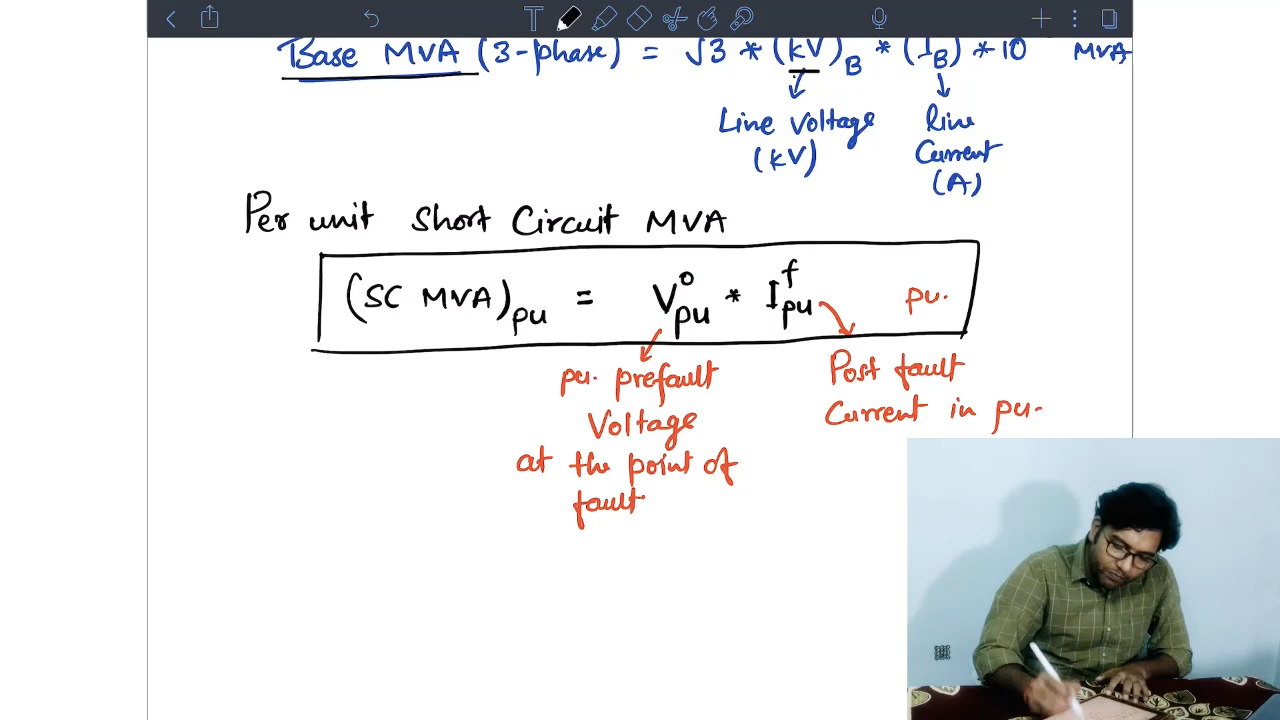 Base MVA (3-phase) = √3 * (kV)B * (IB) * 10 MVA
Line Voltage (kV)
line Current (A)
Per unit Short Circuit MVA
(SC MVA)pu = V°pu * I^f pu pu.
pu. prefault Voltage at the point of fault
Post fault Current in pu.